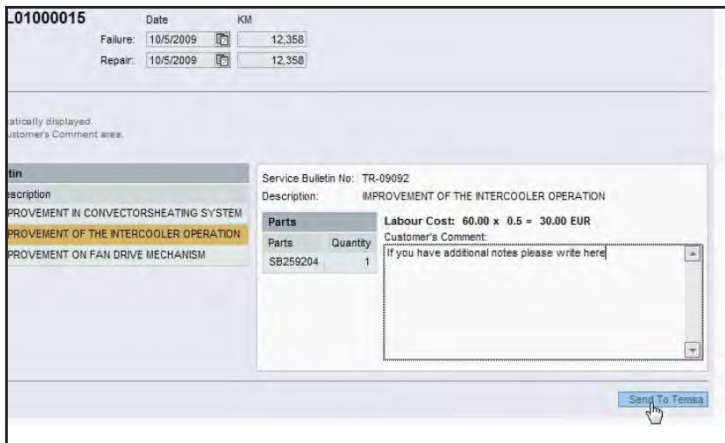 L01000015 Date KM
Failure: 10/5/2009 12,358
Repair: 10/5/2009 12,358
atically displayed.
ustomer's Comment area.
tin
escription
PROVEMENT IN CONVECTORSHEATING SYSTEM
PROVEMENT OF THE INTERCOOLER OPERATION
PROVEMENT ON FAN DRIVE MECHANISM
Service Bulletin No: TR-09092
Description: IMPROVEMENT OF THE INTERCOOLER OPERATION
Parts
Parts Quantity
SB259204 1
Labour Cost: 60.00 x 0.5 = 30.00 EUR
Customer's Comment:
If you have additional notes please write here
Send To Temsa